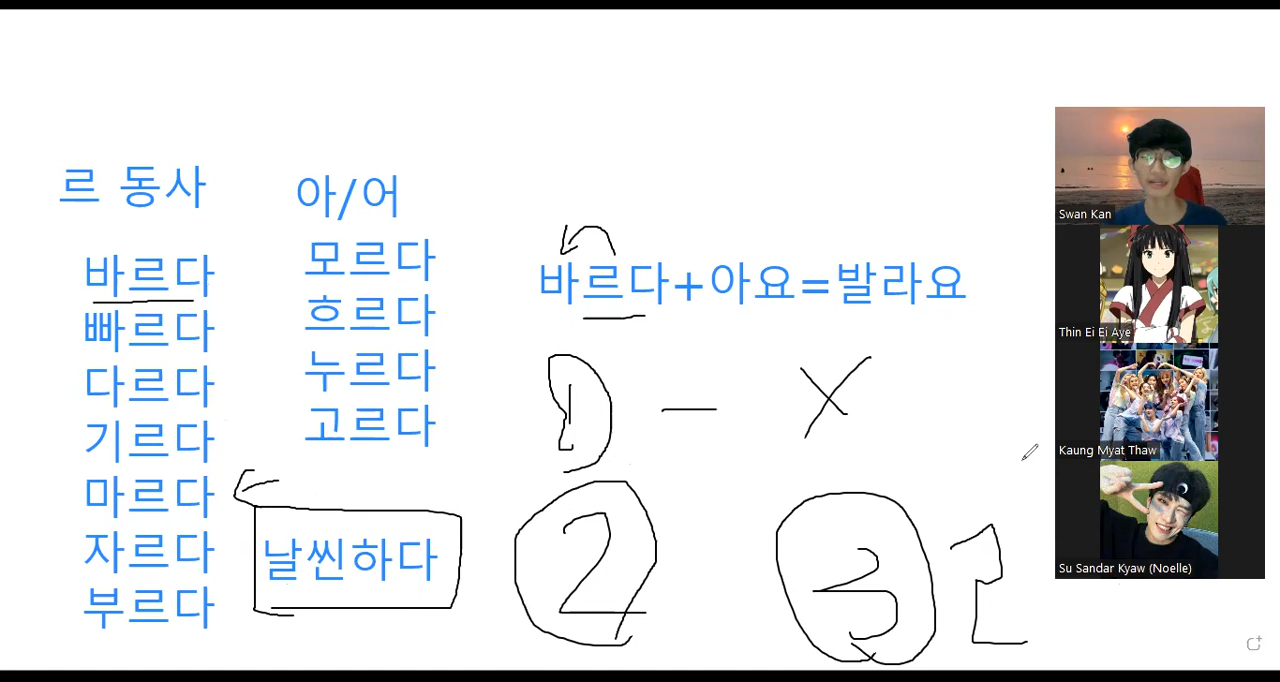 르 동사
바르다
빠르다
다르다
기르다
마르다
자르다
부르다
아/어
모르다
흐르다
누르다
고르다
날씬하다
바르다+아요=발라요
1 — X
2
3 ㄹ
Swan Kan
Thin Ei Ei Aye
Kaung Myat Thaw
Su Sandar Kyaw (Noelle)